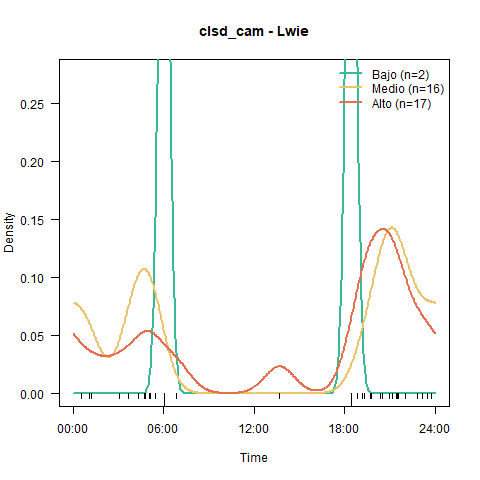 clsd_cam - Lwie
Bajo (n=2)
Medio (n=16)
Alto (n=17)
Density
0.25
0.20
0.15
0.10
0.05
0.00
00:00 06:00 12:00 18:00 24:00
Time